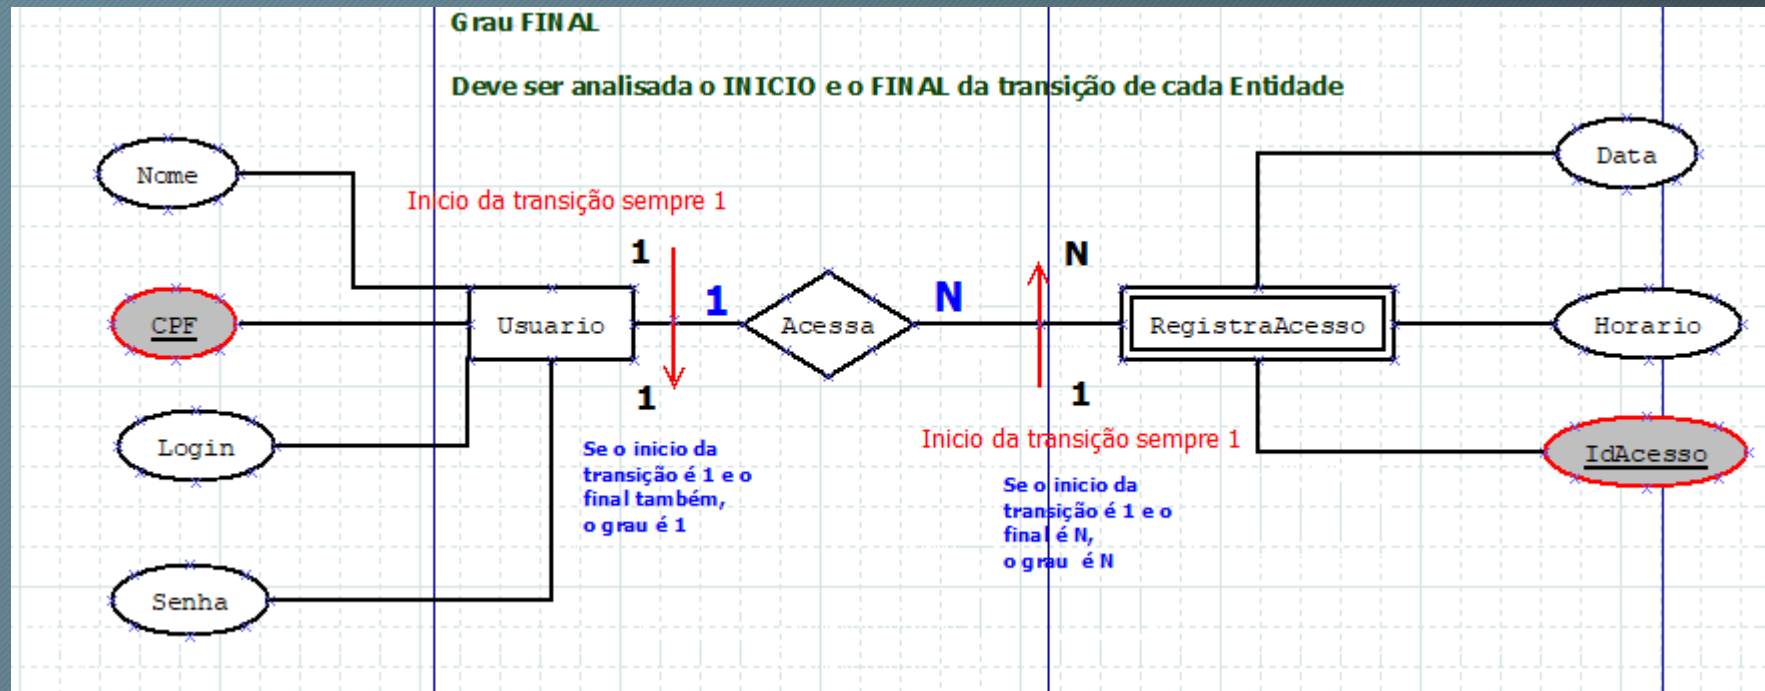 Grau FINAL
Deve ser analisada o INICIO e o FINAL da transição de cada Entidade
Nome
Data
Inicio da transição sempre 1
1
N
1
N
CPF
Usuario
Acessa
RegistraAcesso
Horario
1
1
Login
Se o inicio da
transição é 1 e o
final também,
o grau é 1
Inicio da transição sempre 1
Se o inicio da
transição é 1 e o
final é N,
o grau é N
IdAcesso
Senha